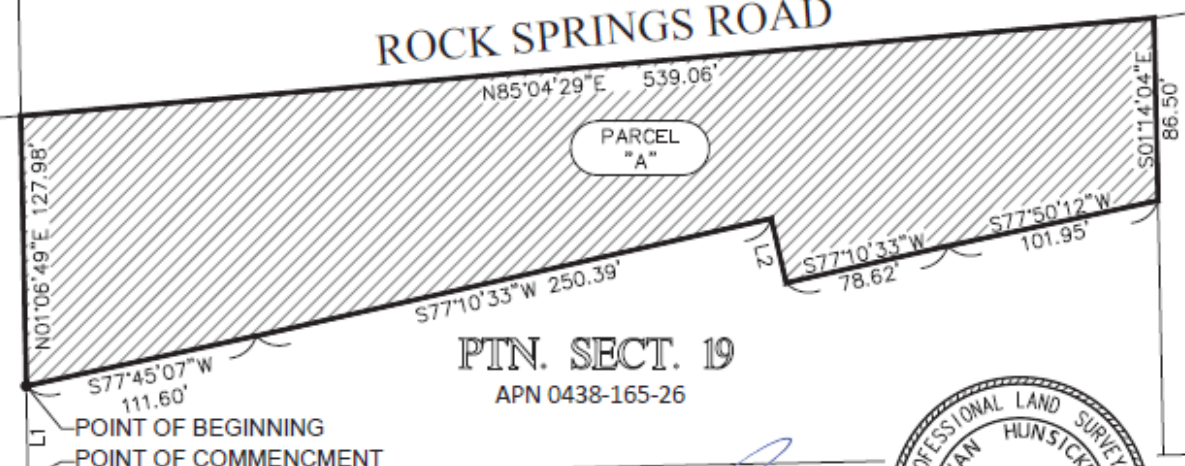 ROCK SPRINGS ROAD
N85°04'29"E 539.06'
PARCEL
"A"
S01°14'04"E
86.50'
N01°06'49"E 127.98'
S77°50'12"W
101.95'
L2
S77°10'33"W
78.62'
S77°10'33"W 250.39'
S77°45'07"W
111.60'
PTN. SECT. 19
APN 0438-165-26
POINT OF BEGINNING
L1
POINT OF COMMENCMENT
LAND
HUNSICK